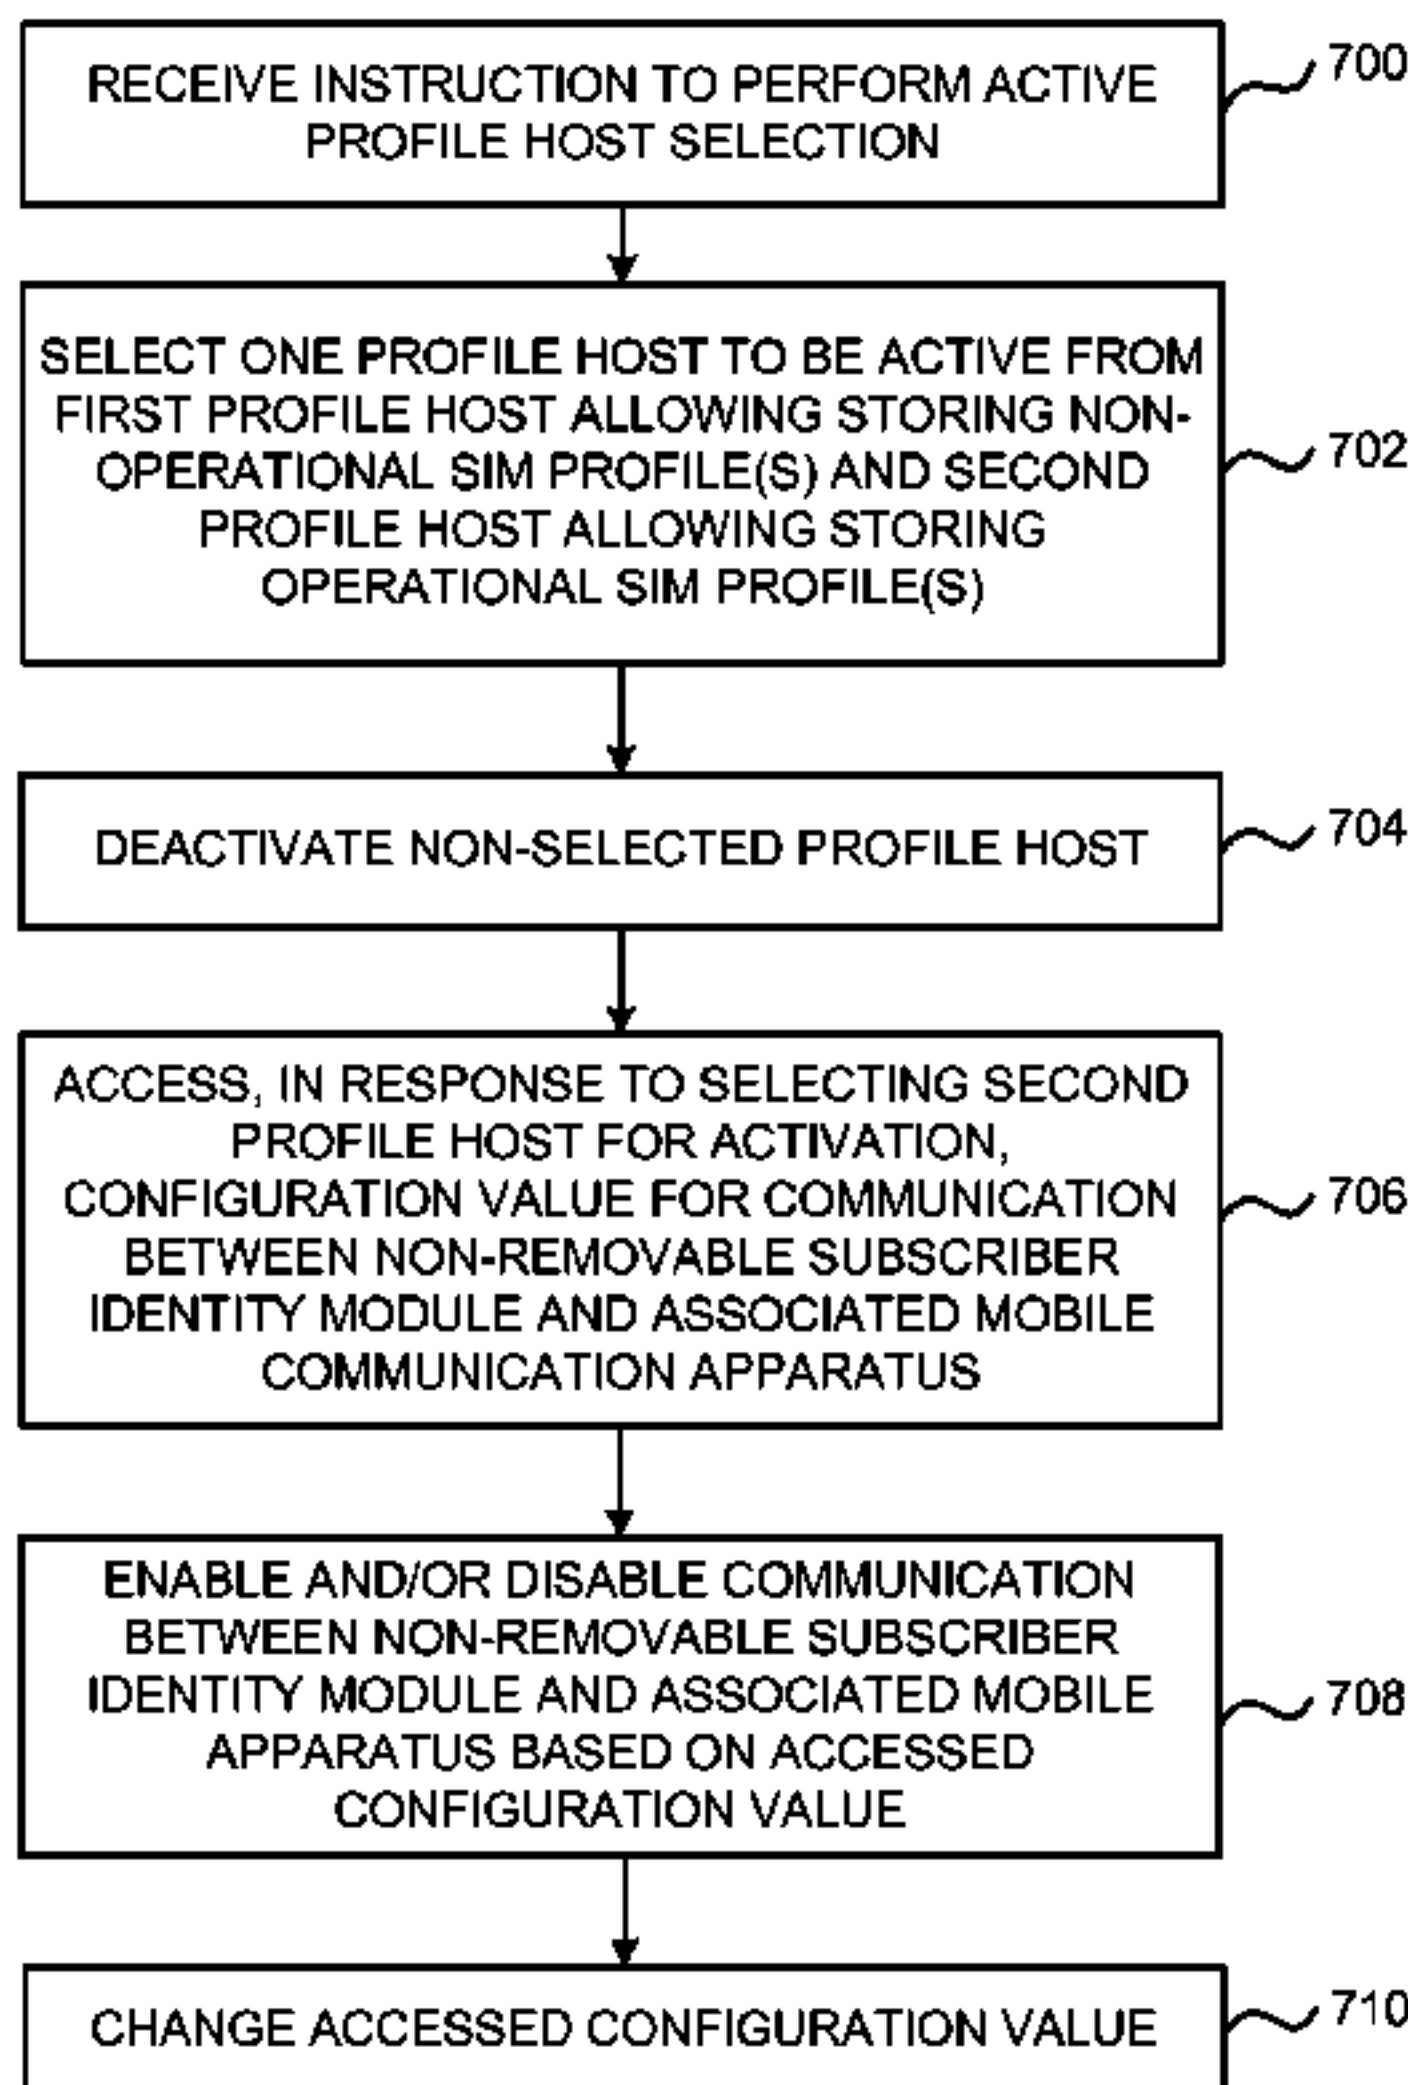 RECEIVE INSTRUCTION TO PERFORM ACTIVE
PROFILE HOST SELECTION
700
SELECT ONE PROFILE HOST TO BE ACTIVE FROM
FIRST PROFILE HOST ALLOWING STORING NON-
OPERATIONAL SIM PROFILE(S) AND SECOND
PROFILE HOST ALLOWING STORING
OPERATIONAL SIM PROFILE(S)
702
DEACTIVATE NON-SELECTED PROFILE HOST
704
ACCESS, IN RESPONSE TO SELECTING SECOND
PROFILE HOST FOR ACTIVATION,
CONFIGURATION VALUE FOR COMMUNICATION
BETWEEN NON-REMOVABLE SUBSCRIBER
IDENTITY MODULE AND ASSOCIATED MOBILE
COMMUNICATION APPARATUS
706
ENABLE AND/OR DISABLE COMMUNICATION
BETWEEN NON-REMOVABLE SUBSCRIBER
IDENTITY MODULE AND ASSOCIATED MOBILE
APPARATUS BASED ON ACCESSED
CONFIGURATION VALUE
708
CHANGE ACCESSED CONFIGURATION VALUE
710